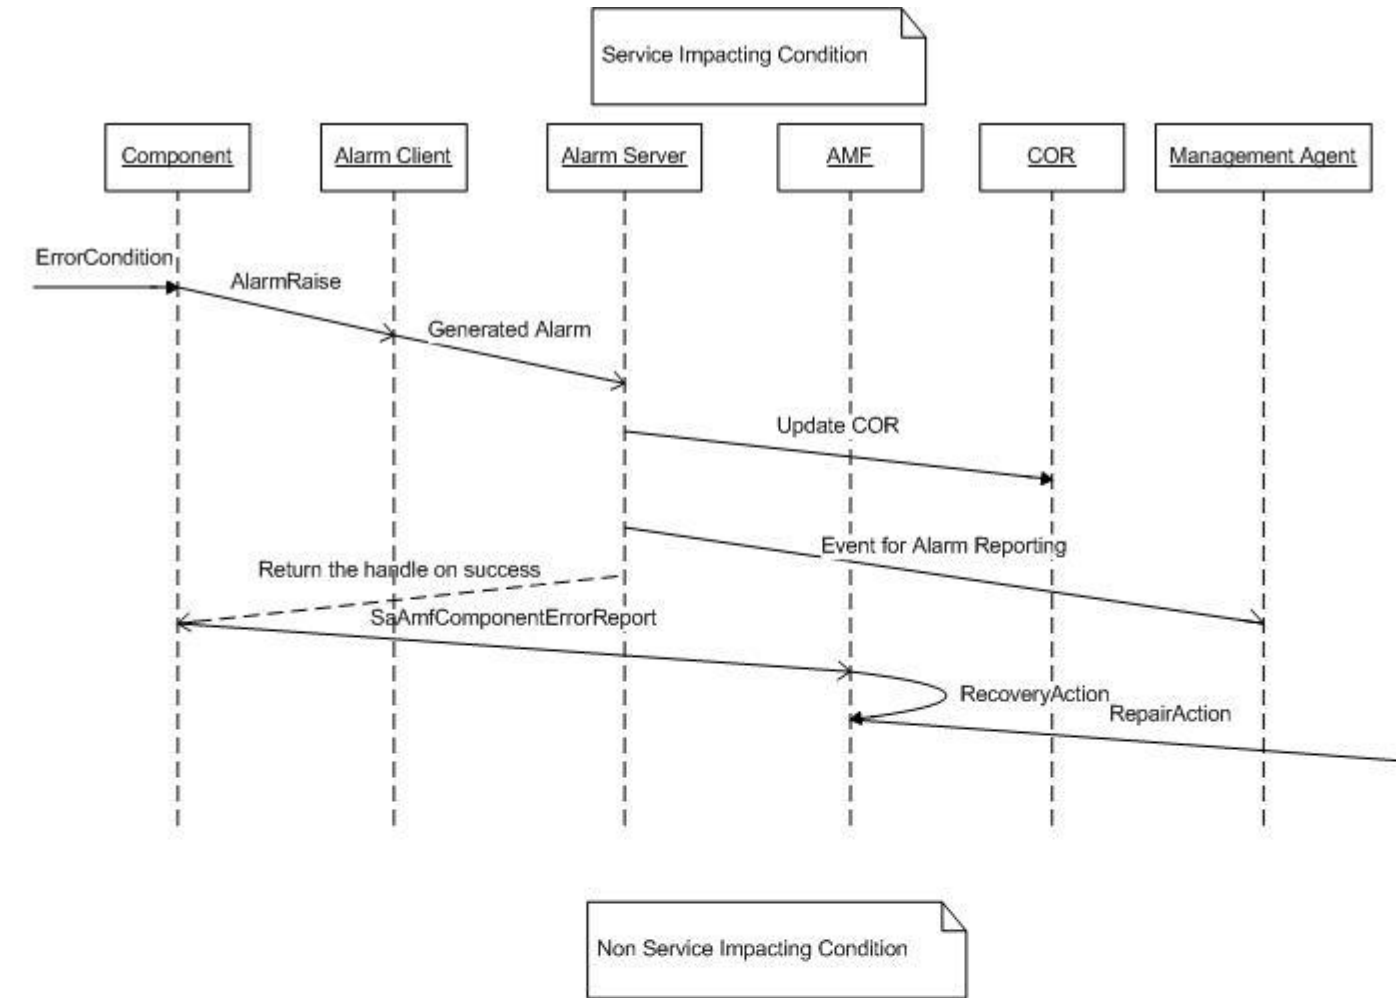 Service Impacting Condition
Component
Alarm Client
Alarm Server
AMF
COR
Management Agent
ErrorCondition
AlarmRaise
Generated Alarm
Update COR
Event for Alarm Reporting
Return the handle on success
SaAmfComponentErrorReport
RecoveryAction
RepairAction
Non Service Impacting Condition